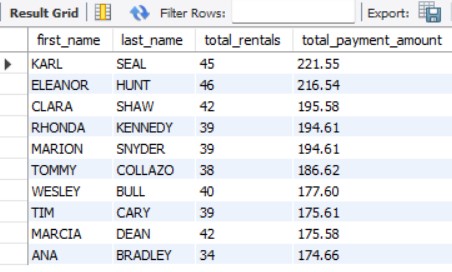 Result Grid Filter Rows: Export:
first_name last_name total_rentals total_payment_amount
KARL SEAL 45 221.55
ELEANOR HUNT 46 216.54
CLARA SHAW 42 195.58
RHONDA KENNEDY 39 194.61
MARION SNYDER 39 194.61
TOMMY COLLAZO 38 186.62
WESLEY BULL 40 177.60
TIM CARY 39 175.61
MARCIA DEAN 42 175.58
ANA BRADLEY 34 174.66